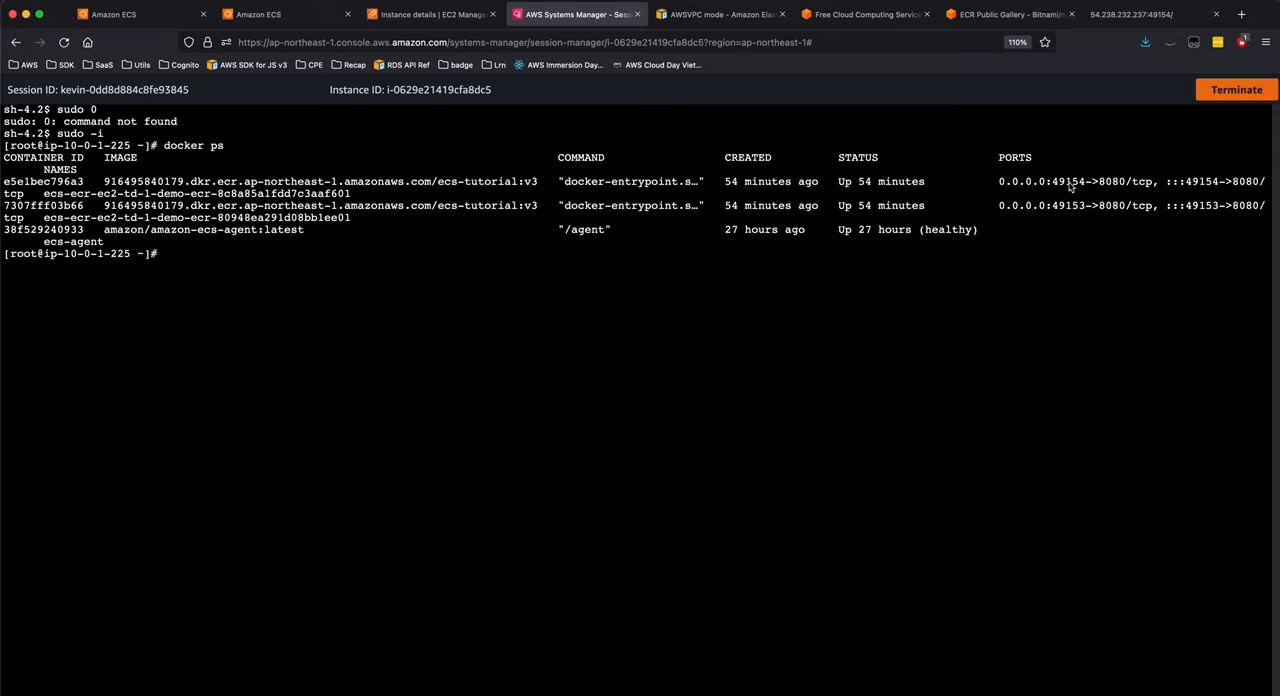 Amazon ECS
Amazon ECS
Instance details | EC2 Manage
AWS Systems Manager - Sess
AWSVPC mode - Amazon Elas
Free Cloud Computing Service
ECR Public Gallery - Bitnami/n
54.238.232.237:49154/
https://ap-northeast-1.console.aws.amazon.com/systems-manager/session-manager/i-0629e21419cfa8dc5?region=ap-northeast-1#
110%
1
AWS SDK SaaS Utils Cognito AWS SDK for JS v3 CPE Recap RDS API Ref badge Lrn AWS Immersion Day... AWS Cloud Day Viet...
Session ID: kevin-0dd8d884c8fe93845
Instance ID: i-0629e21419cfa8dc5
Terminate
sh-4.2$ sudo 0
sudo: 0: command not found
sh-4.2$ sudo -i
[root@ip-10-0-1-225 ~]# docker ps
CONTAINER ID IMAGE COMMAND CREATED STATUS PORTS
NAMES
e5e1bec796a3 916495840179.dkr.ecr.ap-northeast-1.amazonaws.com/ecs-tutorial:v3 "docker-entrypoint.s…" 54 minutes ago Up 54 minutes 0.0.0.0:49154->8080/tcp, :::49154->8080/
tcp ecs-ecr-ec2-td-1-demo-ecr-8c8a85a1fdd7c3aaf601
7307fff03b66 916495840179.dkr.ecr.ap-northeast-1.amazonaws.com/ecs-tutorial:v3 "docker-entrypoint.s…" 54 minutes ago Up 54 minutes 0.0.0.0:49153->8080/tcp, :::49153->8080/
tcp ecs-ecr-ec2-td-1-demo-ecr-80948ea291d08bb1ee01
38f529240933 amazon/amazon-ecs-agent:latest "/agent" 27 hours ago Up 27 hours (healthy)
ecs-agent
[root@ip-10-0-1-225 ~]#